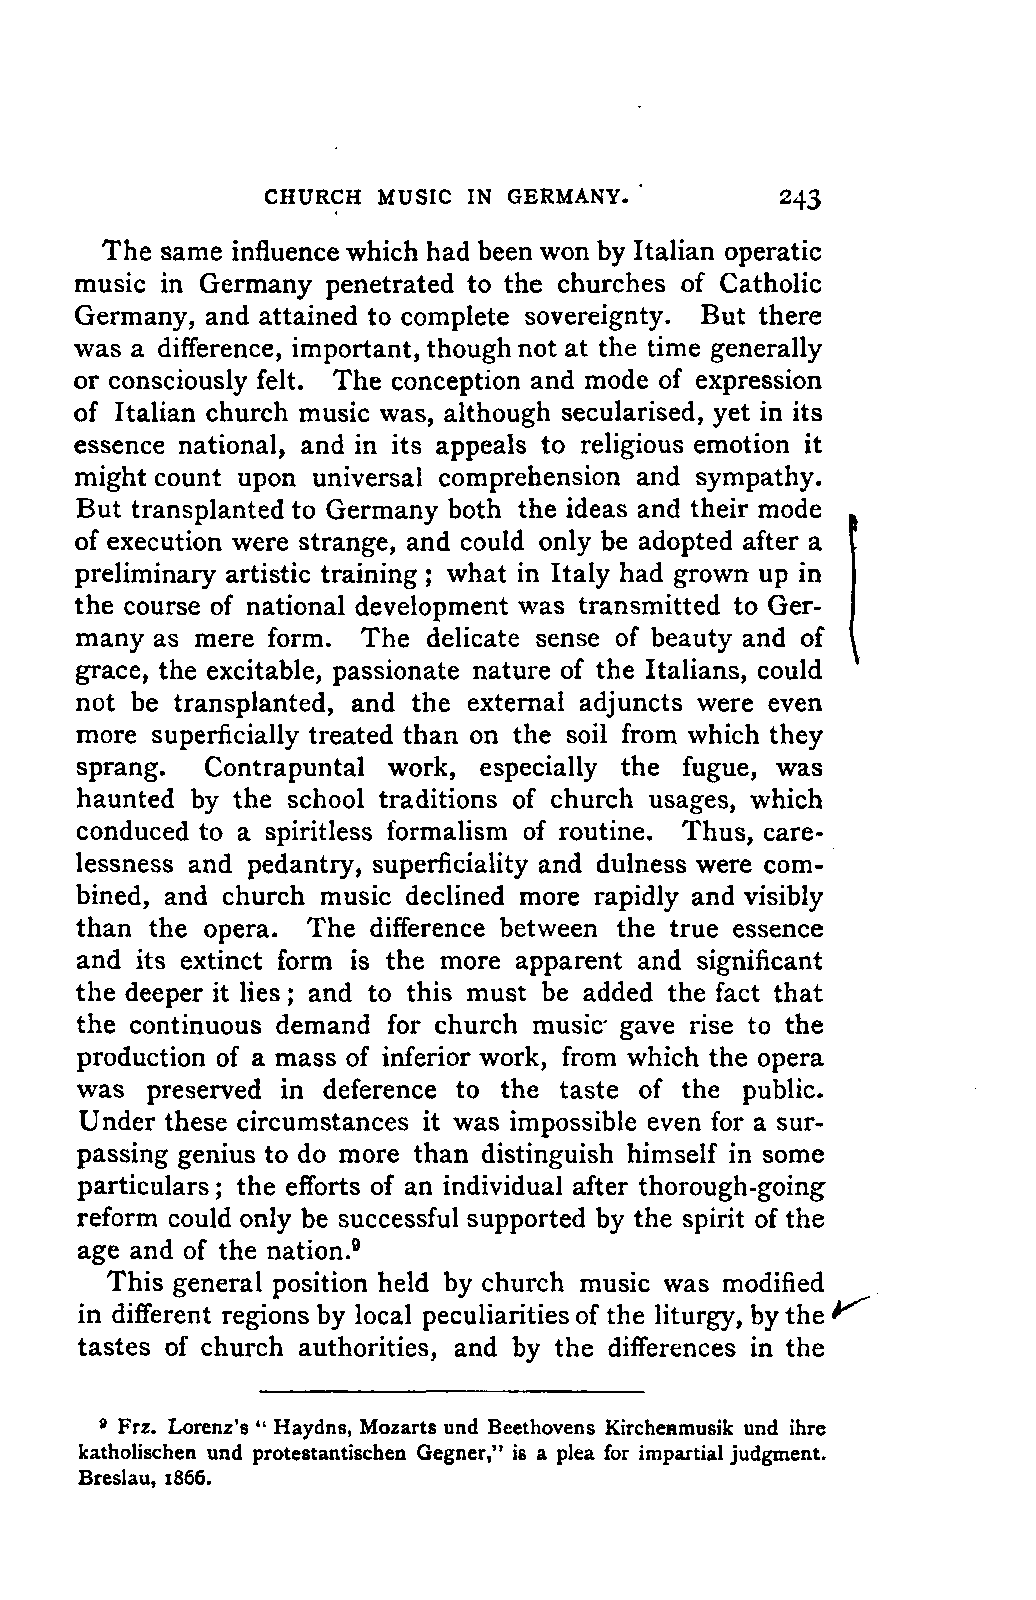 CHURCH MUSIC IN GERMANY. 243
The same influence which had been won by Italian operatic
music in Germany penetrated to the churches of Catholic
Germany, and attained to complete sovereignty. But there
was a difference, important, though not at the time generally
or consciously felt. The conception and mode of expression
of Italian church music was, although secularised, yet in its
essence national, and in its appeals to religious emotion it
might count upon universal comprehension and sympathy.
But transplanted to Germany both the ideas and their mode
of execution were strange, and could only be adopted after a
preliminary artistic training ; what in Italy had grown up in
the course of national development was transmitted to Ger-
many as mere form. The delicate sense of beauty and of
grace, the excitable, passionate nature of the Italians, could
not be transplanted, and the external adjuncts were even
more superficially treated than on the soil from which they
sprang. Contrapuntal work, especially the fugue, was
haunted by the school traditions of church usages, which
conduced to a spiritless formalism of routine. Thus, care-
lessness and pedantry, superficiality and dulness were com-
bined, and church music declined more rapidly and visibly
than the opera. The difference between the true essence
and its extinct form is the more apparent and significant
the deeper it lies ; and to this must be added the fact that
the continuous demand for church music gave rise to the
production of a mass of inferior work, from which the opera
was preserved in deference to the taste of the public.
Under these circumstances it was impossible even for a sur-
passing genius to do more than distinguish himself in some
particulars ; the efforts of an individual after thorough-going
reform could only be successful supported by the spirit of the
age and of the nation.⁹
This general position held by church music was modified
in different regions by local peculiarities of the liturgy, by the
tastes of church authorities, and by the differences in the
⁹ Frz. Lorenz's “ Haydns, Mozarts und Beethovens Kirchenmusik und ihre
katholischen und protestantischen Gegner,” is a plea for impartial judgment.
Breslau, 1866.